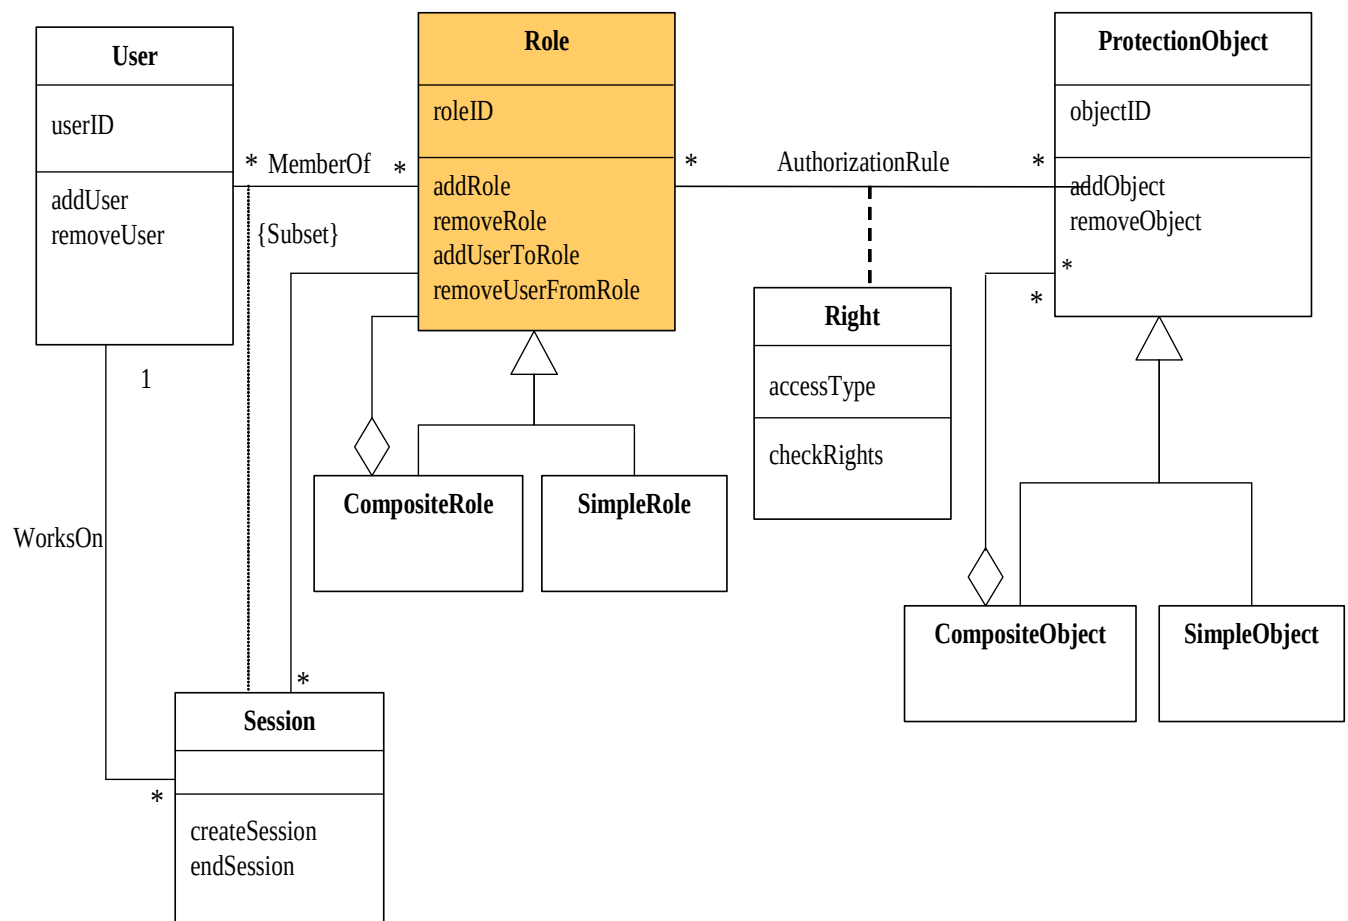 User
userID
addUser
removeUser
* MemberOf *
{Subset}
1
WorksOn
*
Role
roleID
addRole
removeRole
addUserToRole
removeUserFromRole
*
AuthorizationRule
*
ProtectionObject
objectID
addObject
removeObject
*
*
Right
accessType
checkRights
CompositeRole
SimpleRole
CompositeObject
SimpleObject
*
Session
createSession
endSession